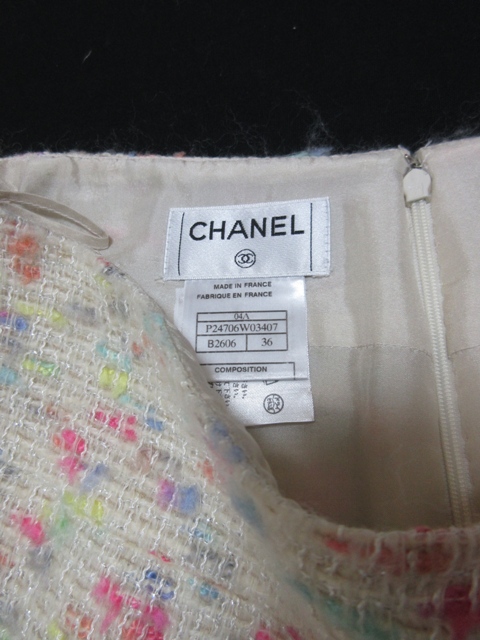 CHANEL
MADE IN FRANCE
FABRIQUE EN FRANCE
04A
P24706W03407
B2606 36
COMPOSITION